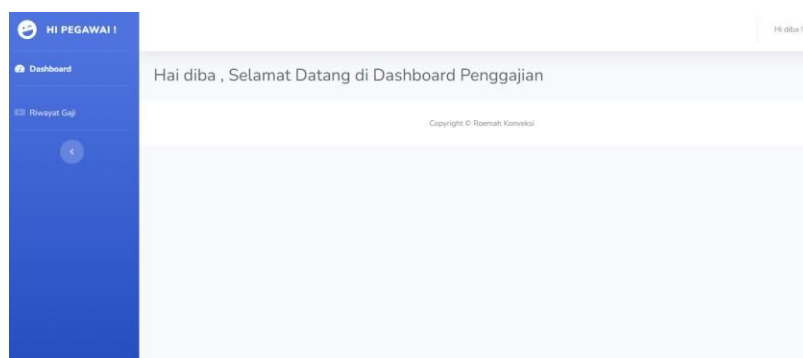 HI PEGAWAI !
Hi diba !
Dashboard
Hai diba , Selamat Datang di Dashboard Penggajian
Riwayat Gaji
Copyright © Roemah Konveksi